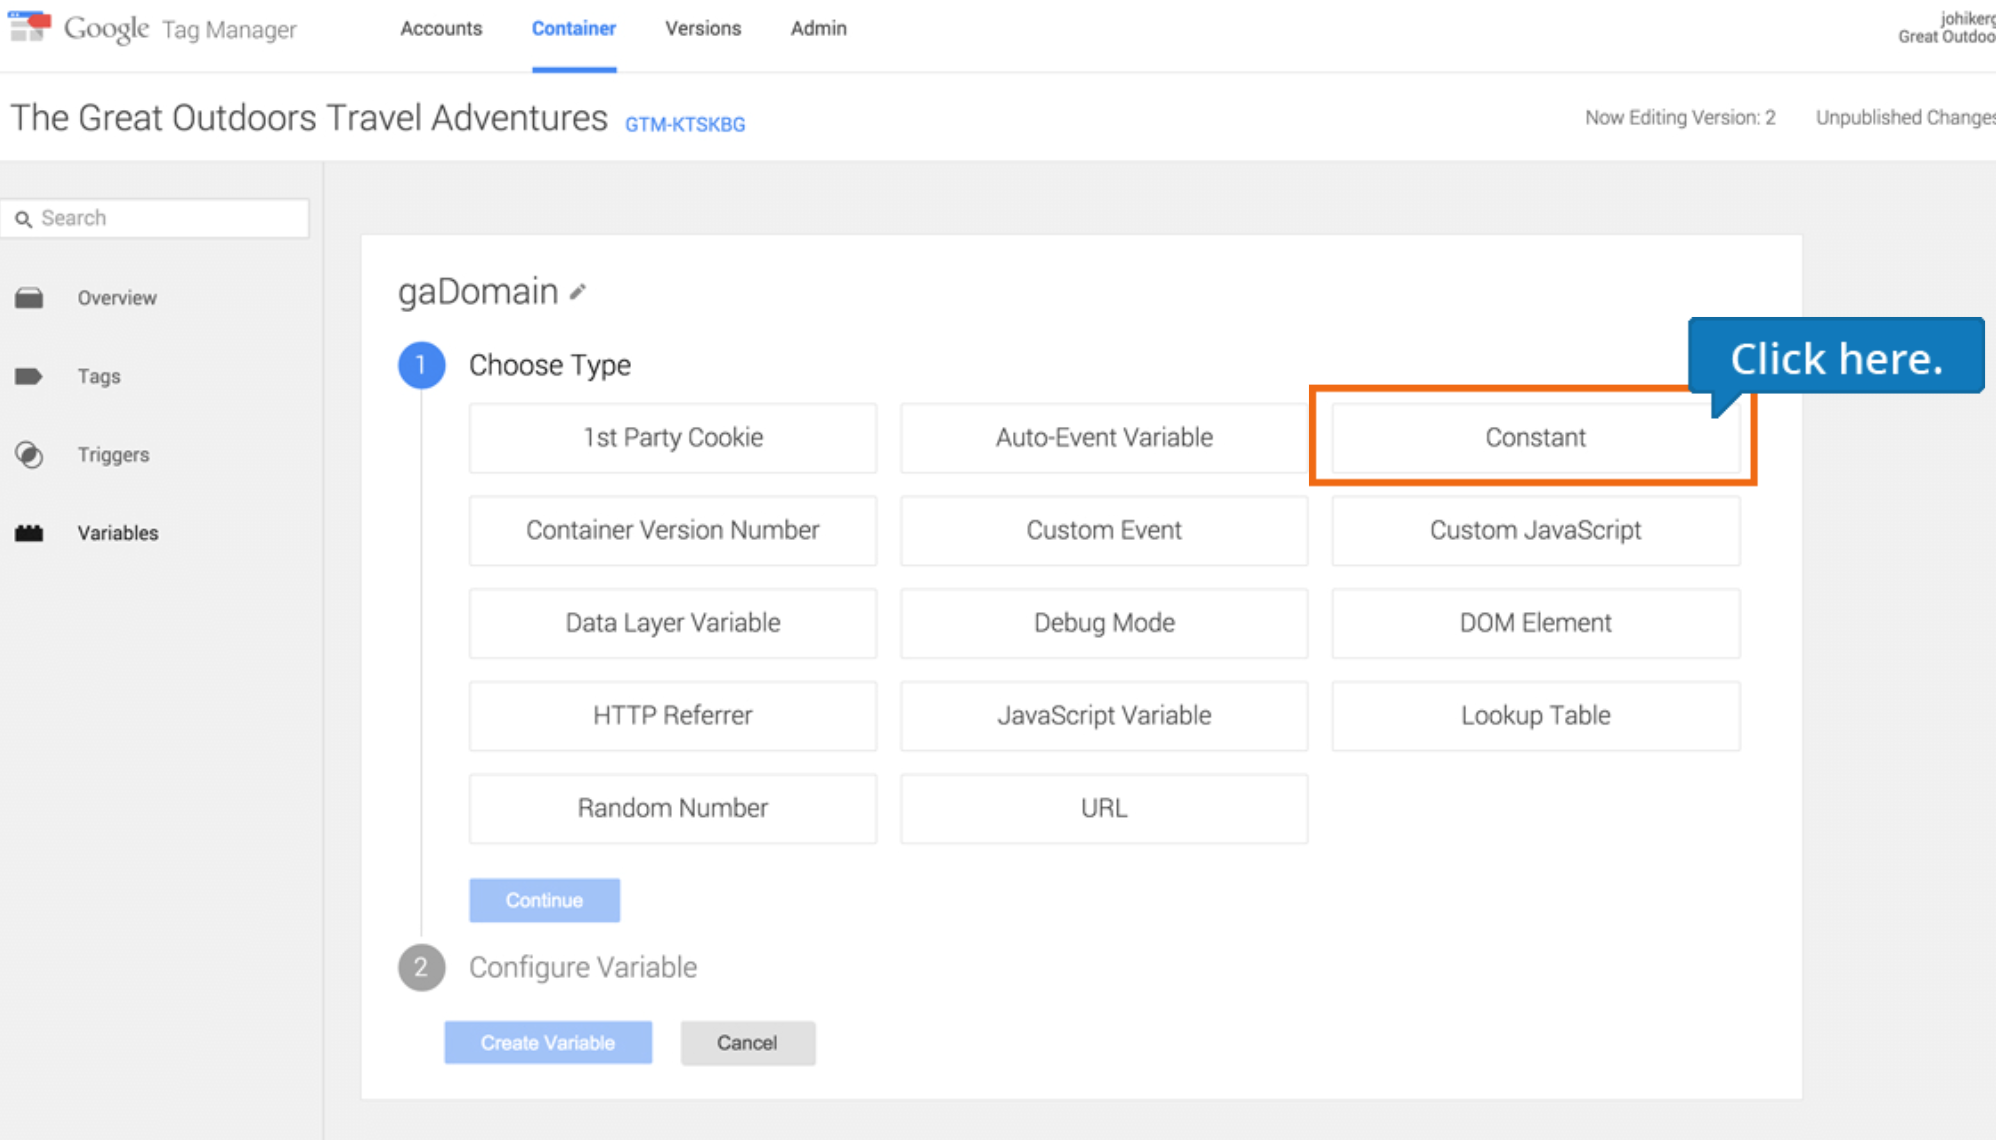 Google Tag Manager
Accounts
Container
Versions
Admin
Great Outdoo
The Great Outdoors Travel Adventures GTM-KTSKBG
Now Editing Version: 2
Unpublished Changes
Search
Overview
Tags
Triggers
Variables
gaDomain
1 Choose Type
Click here.
1st Party Cookie
Auto-Event Variable
Constant
Container Version Number
Custom Event
Custom JavaScript
Data Layer Variable
Debug Mode
DOM Element
HTTP Referrer
JavaScript Variable
Lookup Table
Random Number
URL
Continue
2 Configure Variable
Create Variable
Cancel